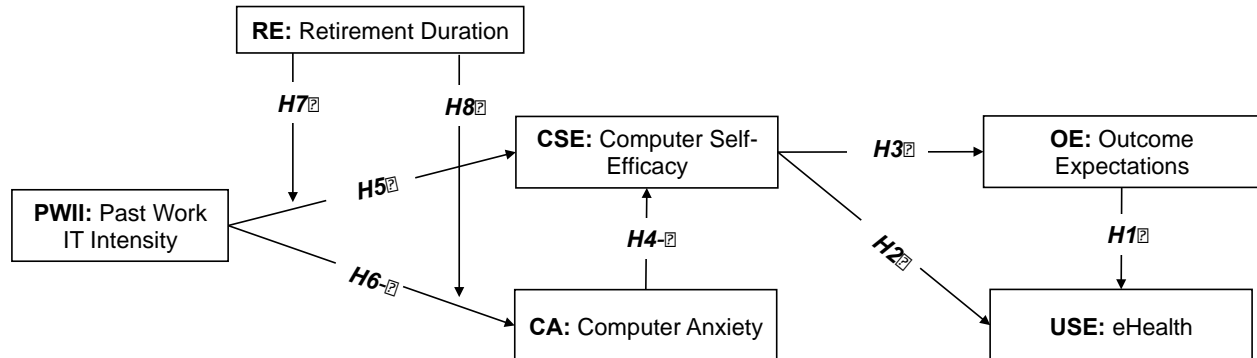 RE: Retirement Duration
H7
H8
CSE: Computer Self-
Efficacy
H3
OE: Outcome
Expectations
H5
PWII: Past Work
IT Intensity
H4-
H2
H1
H6-
CA: Computer Anxiety
USE: eHealth